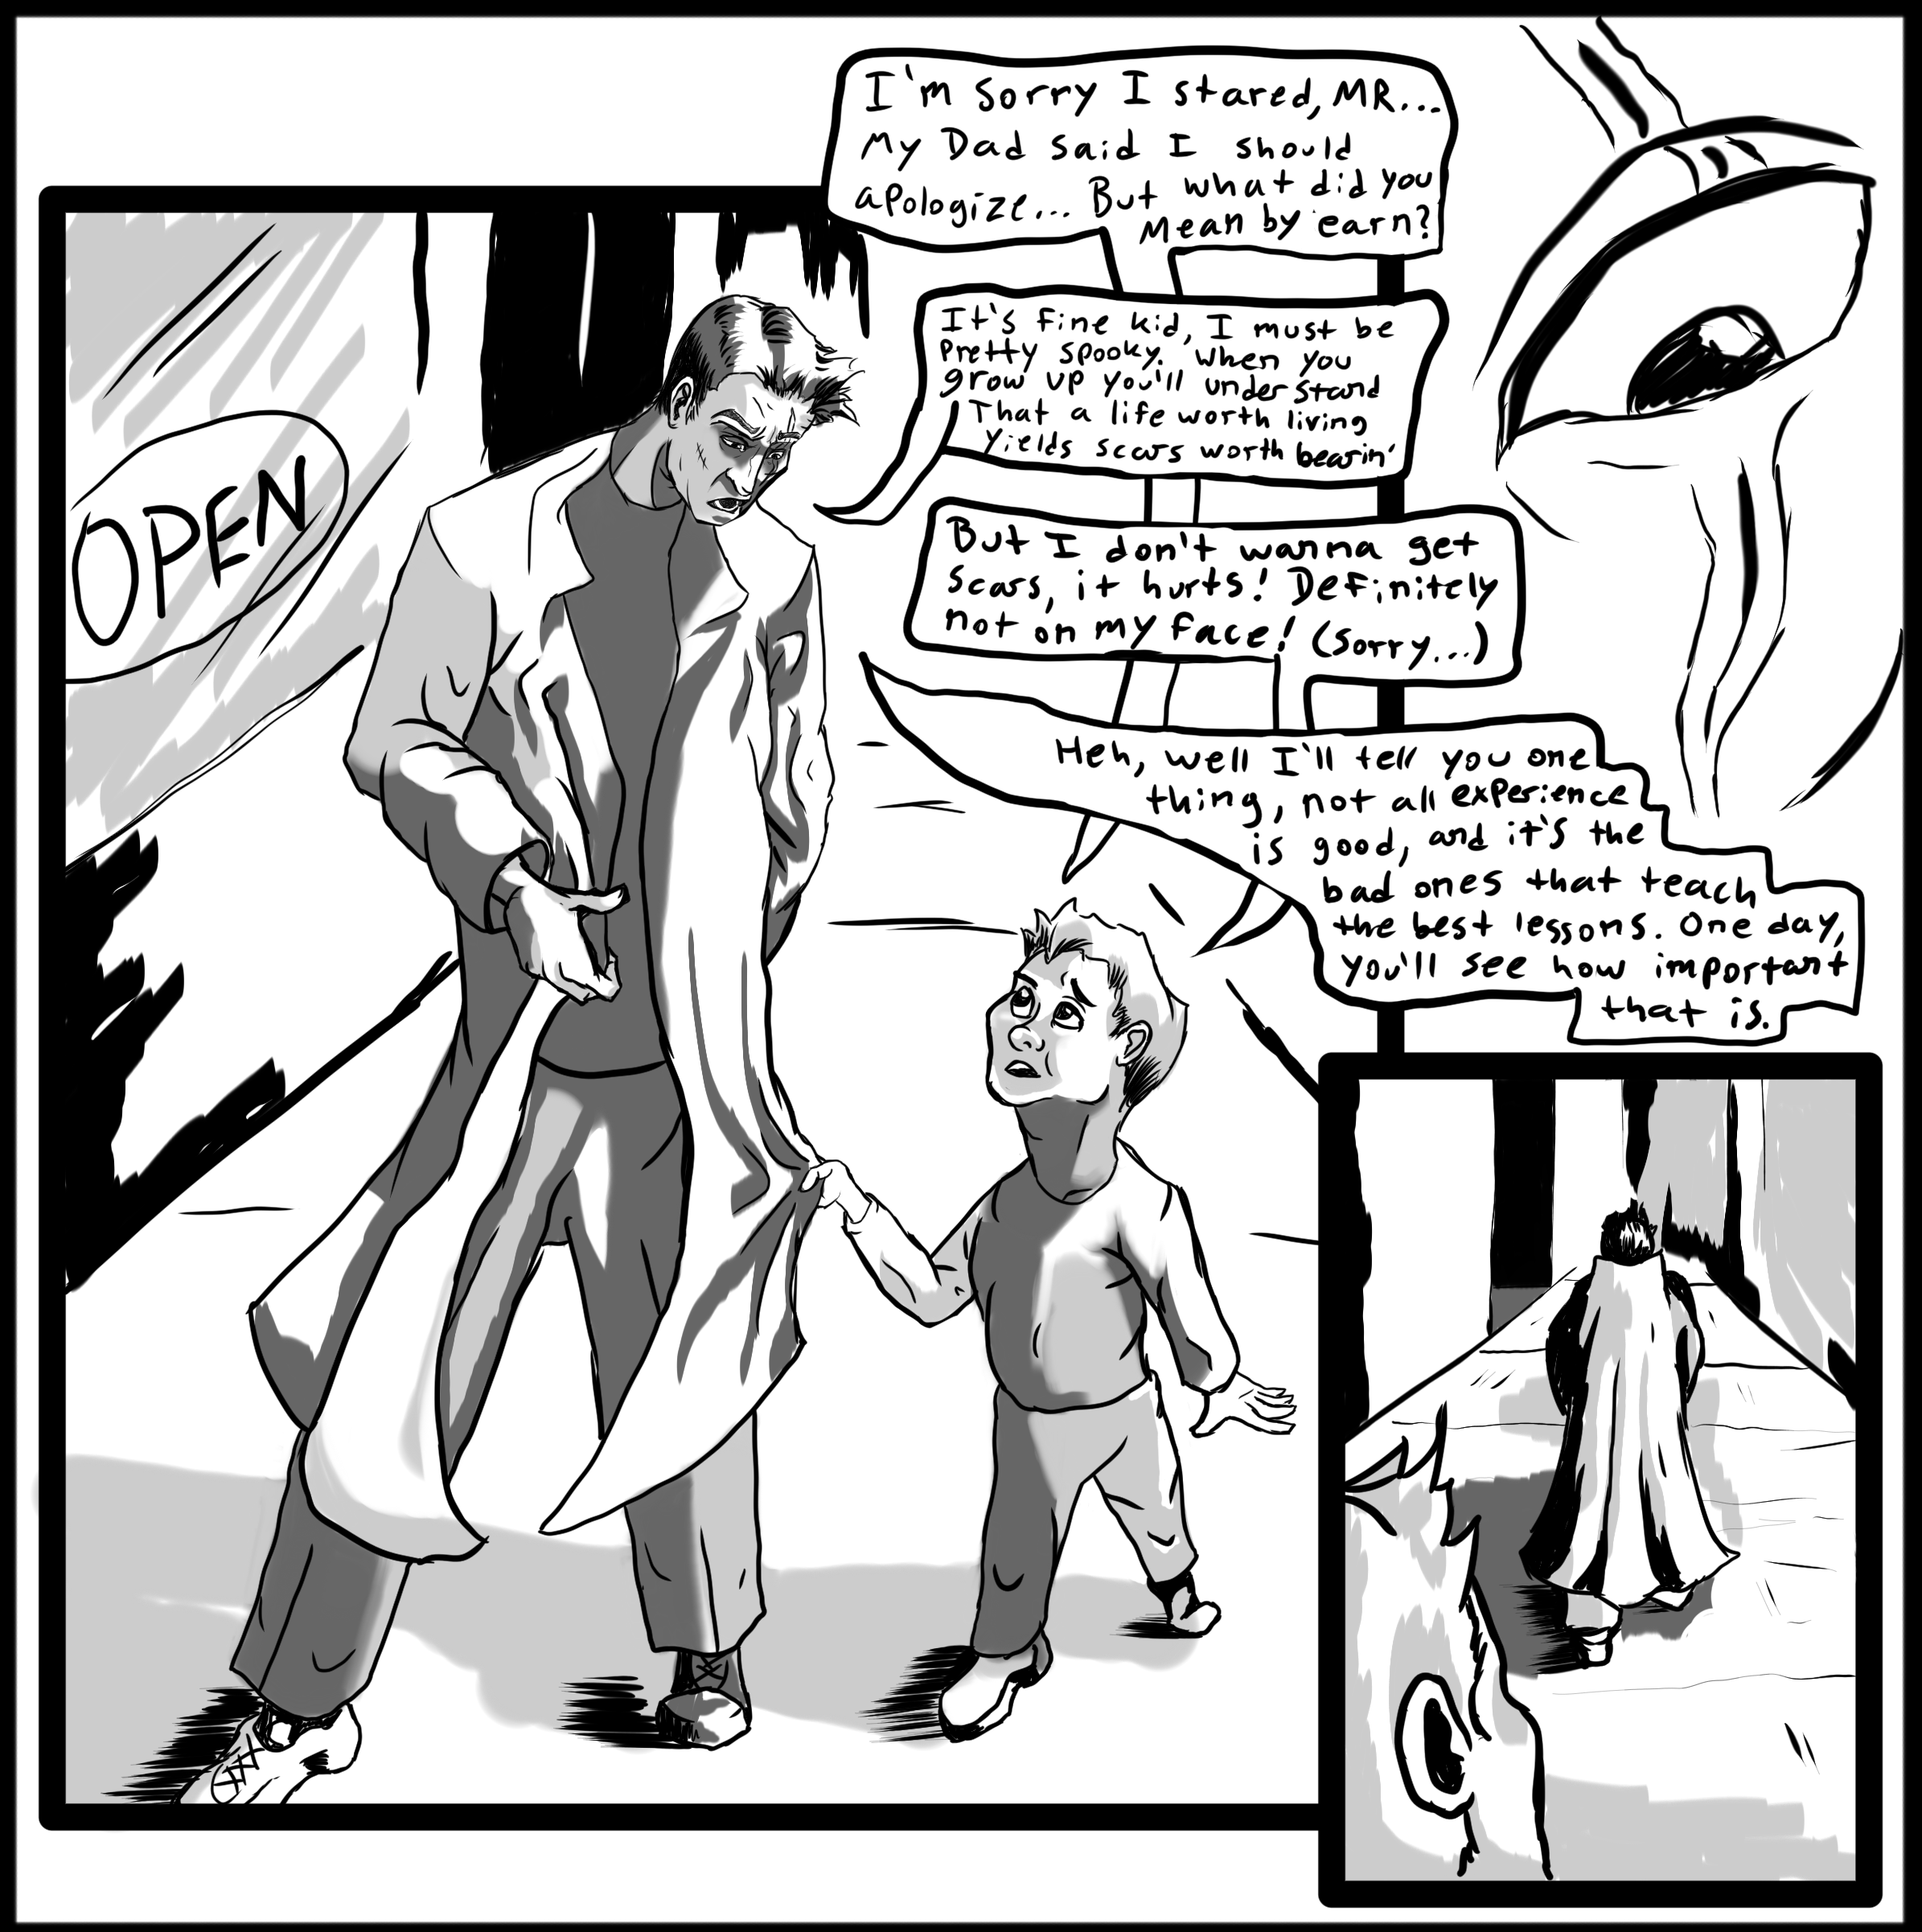 I'm sorry I stared, MR...
My Dad said I should
apologize... But what did you
Mean by earn?
It's fine kid, I must be
Pretty spooky. When you
grow up you'll understand
That a life worth living
Yields scars worth bearin'
But I don't wanna get
scars, it hurts! Definitely
not on my face! (sorry...)
Heh, well I'll tell you one
thing, not all experience
is good, and it's the
bad ones that teach
the best lessons. One day,
you'll see how important
that is.
OPEN